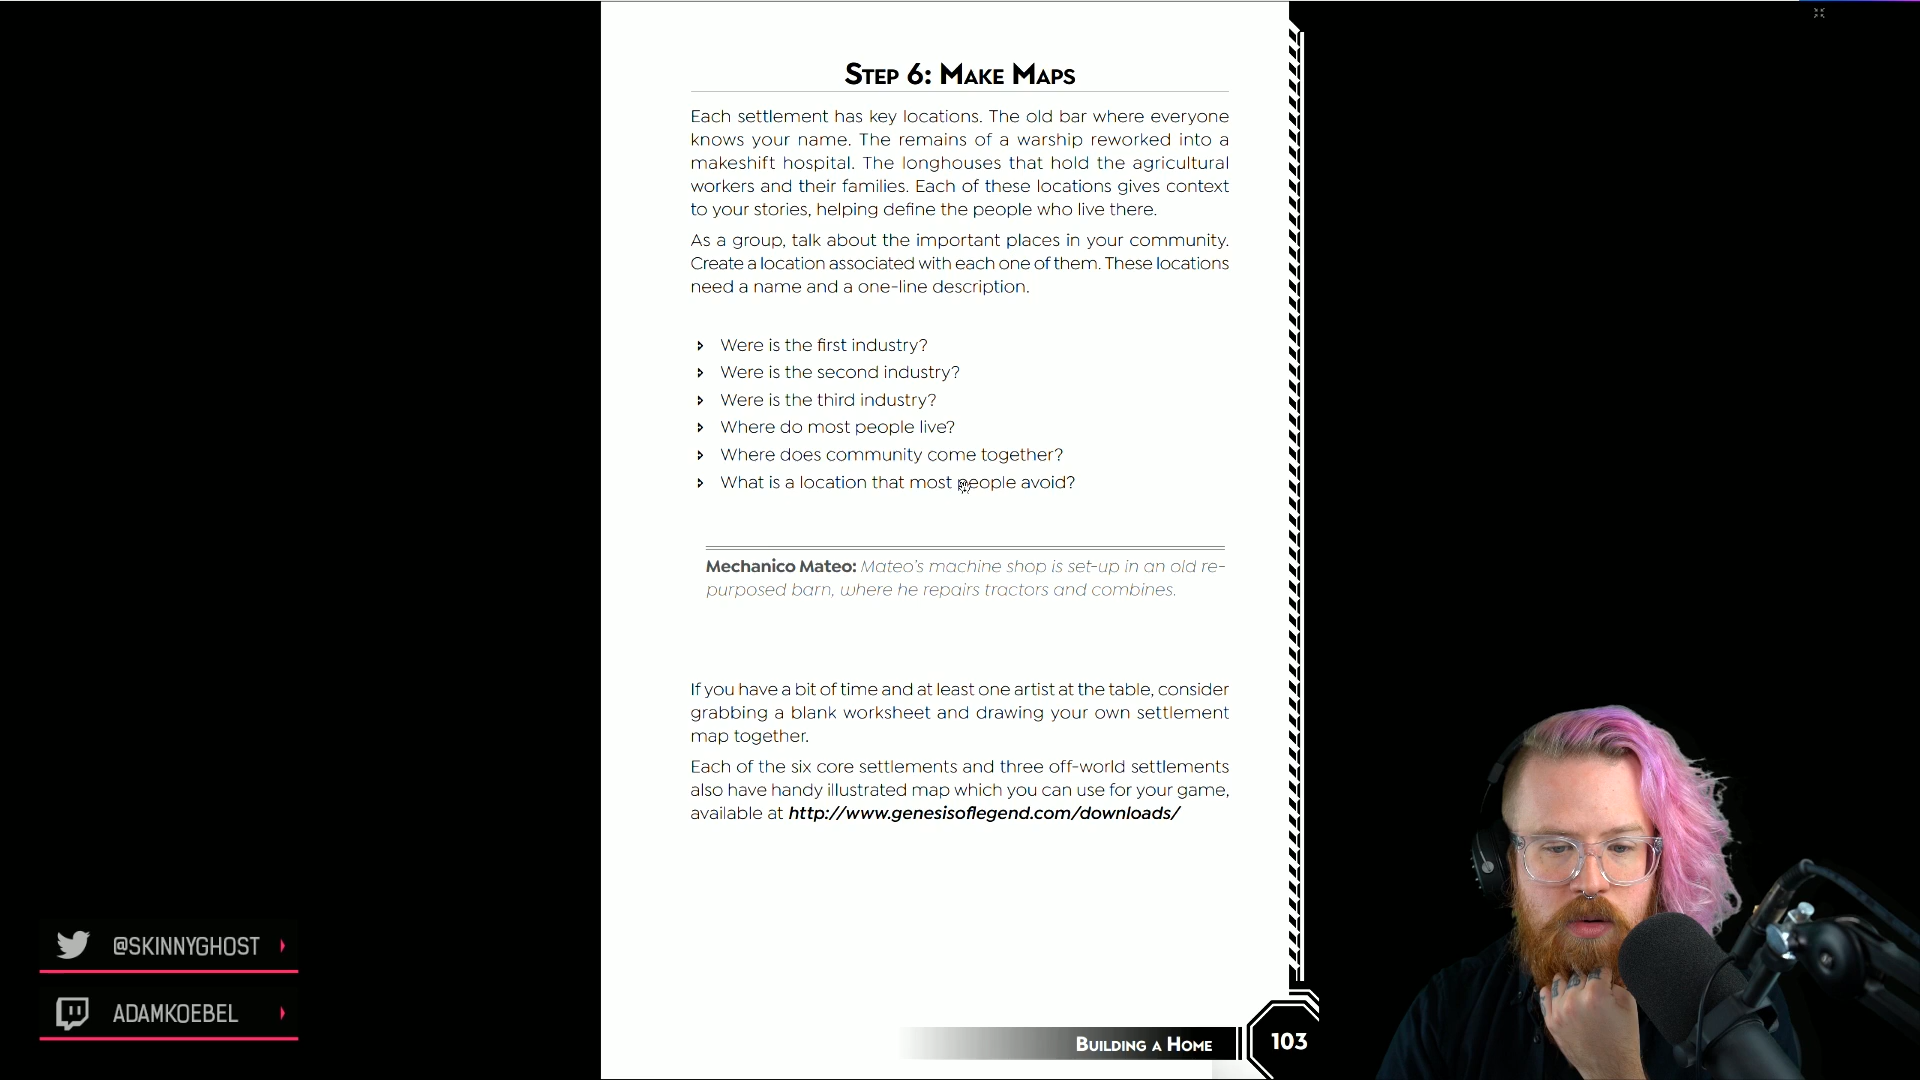 STEP 6: MAKE MAPS
Each settlement has key locations. The old bar where everyone
knows your name. The remains of a warship reworked into a
makeshift hospital. The longhouses that hold the agricultural
workers and their families. Each of these locations gives context
to your stories, helping define the people who live there.
As a group, talk about the important places in your community.
Create a location associated with each one of them. These locations
need a name and a one-line description.
Were is the first industry?
Were is the second industry?
Were is the third industry?
Where do most people live?
Where does community come together?
What is a location that most people avoid?
Mechanico Mateo: Mateo's machine shop is set-up in an old re-
purposed barn, where he repairs tractors and combines.
If you have a bit of time and at least one artist at the table, consider
grabbing a blank worksheet and drawing your own settlement
map together.
Each of the six core settlements and three off-world settlements
also have handy illustrated map which you can use for your game,
available at http://www.genesisoflegend.com/downloads/
@SKINNYGHOST
ADAMKOEBEL
BUILDING A HOME
103